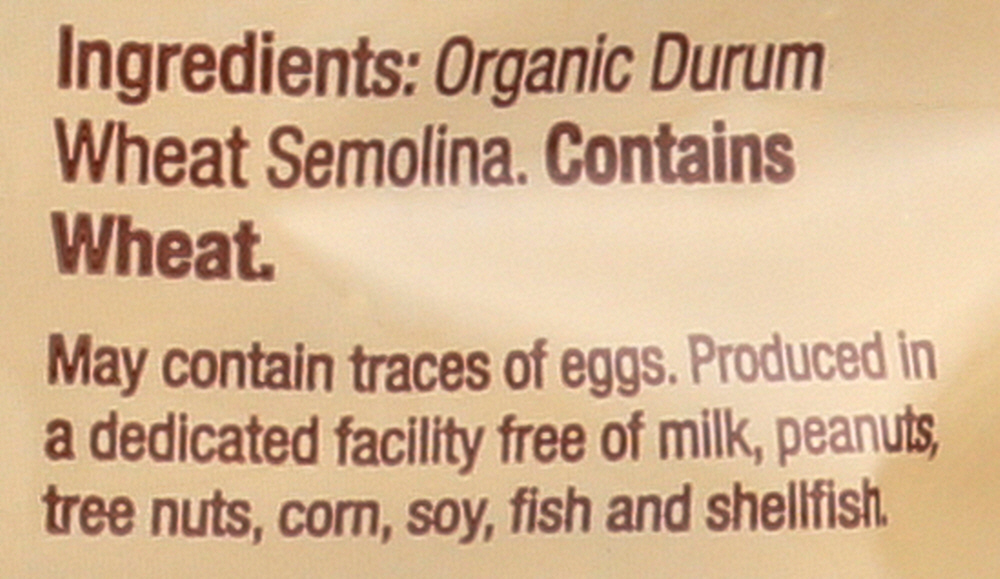 Ingredients: Organic Durum
Wheat Semolina. Contains
Wheat.
May contain traces of eggs. Produced in
a dedicated facility free of milk, peanuts,
tree nuts, corn, soy, fish and shellfish.